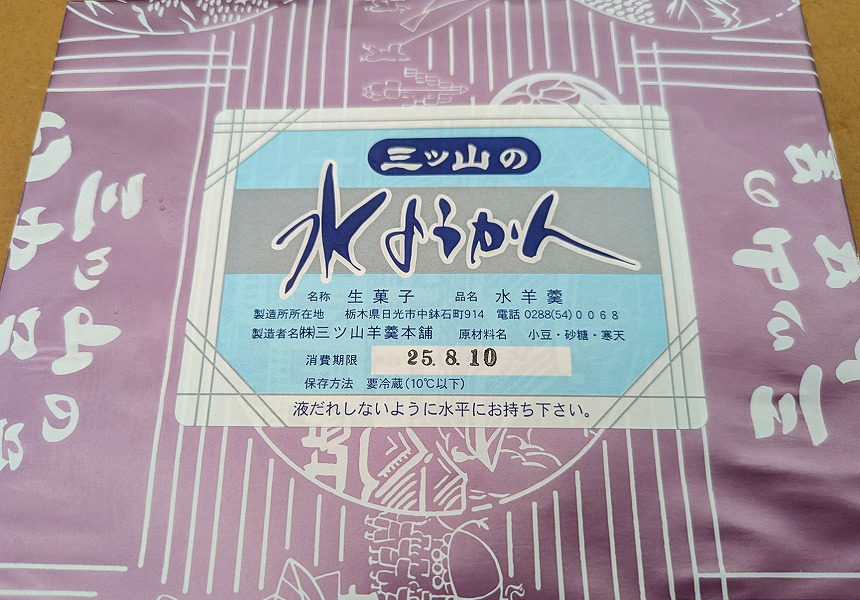 三ッ山の
水ようかん
名称 生菓子 品名 水羊羹
製造所所在地 栃木県日光市中鉢石町914 電話 0288(54)0068
製造者名㈱三ツ山羊羹本舗 原材料名 小豆・砂糖・寒天
消費期限 25.8.10
保存方法 要冷蔵(10℃以下)
液だれしないように水平にお持ち下さい。
三ッ山の